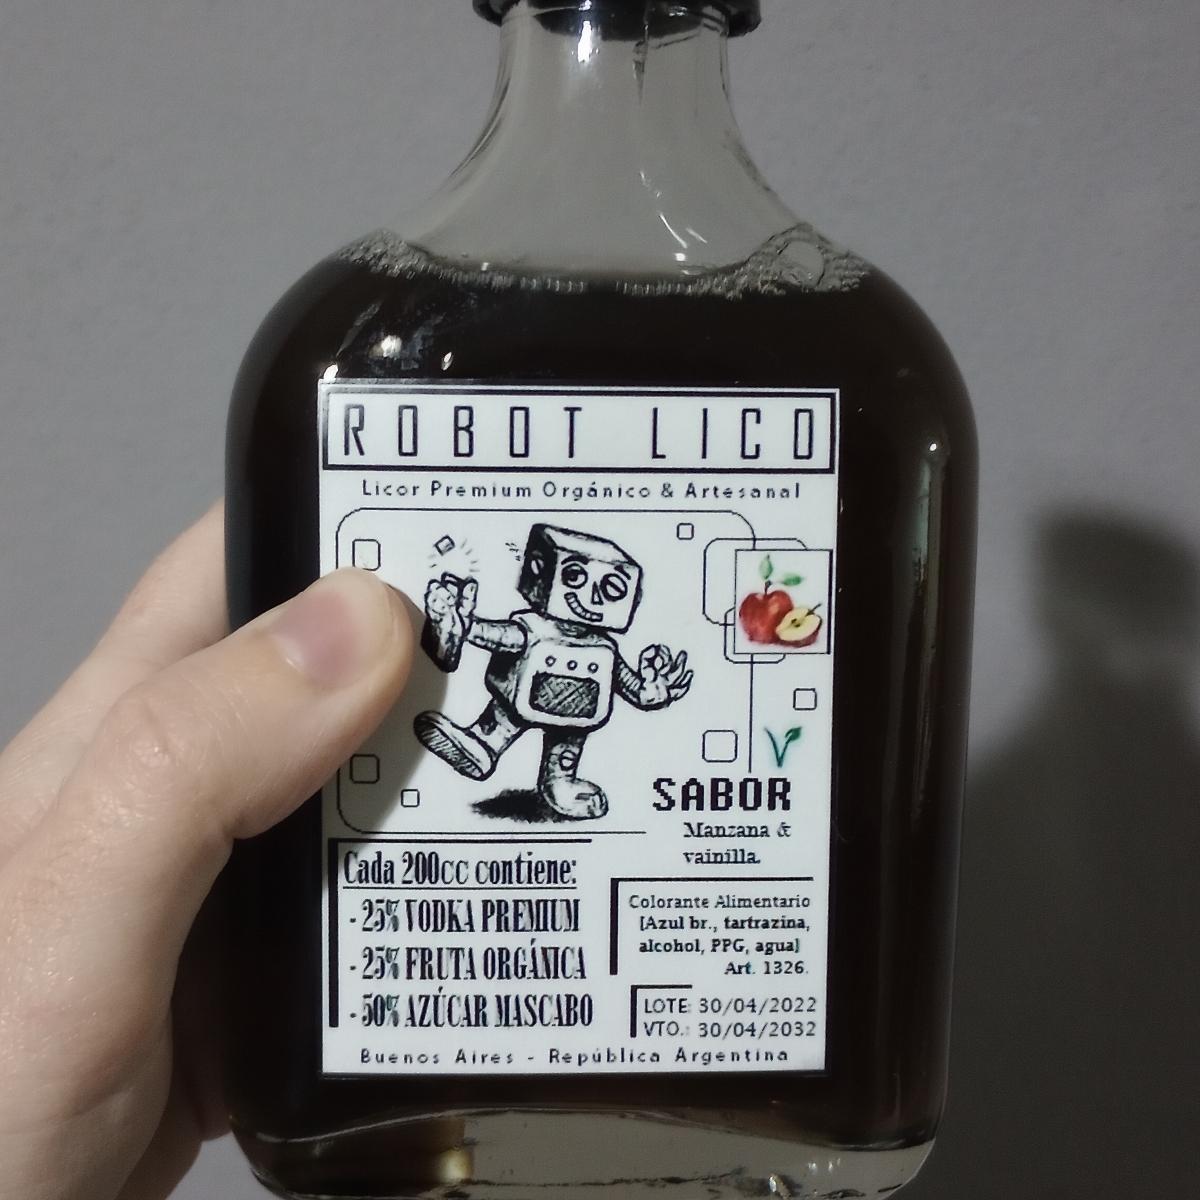 ROBOT LICO
Licor Premium Orgánico & Artesanal
SABOR
Manzana &
vainilla
Cada 200cc contiene:
- 25% VODKA PREMIUM
- 25% FRUTA ORGÁNICA
- 50% AZÚCAR MASCABO
Colorante Alimentario
[Azul br., tartrazina,
alcohol, PPG, agua]
Art. 1326.
LOTE: 30/04/2022
VTO.: 30/04/2032
Buenos Aires - República Argentina